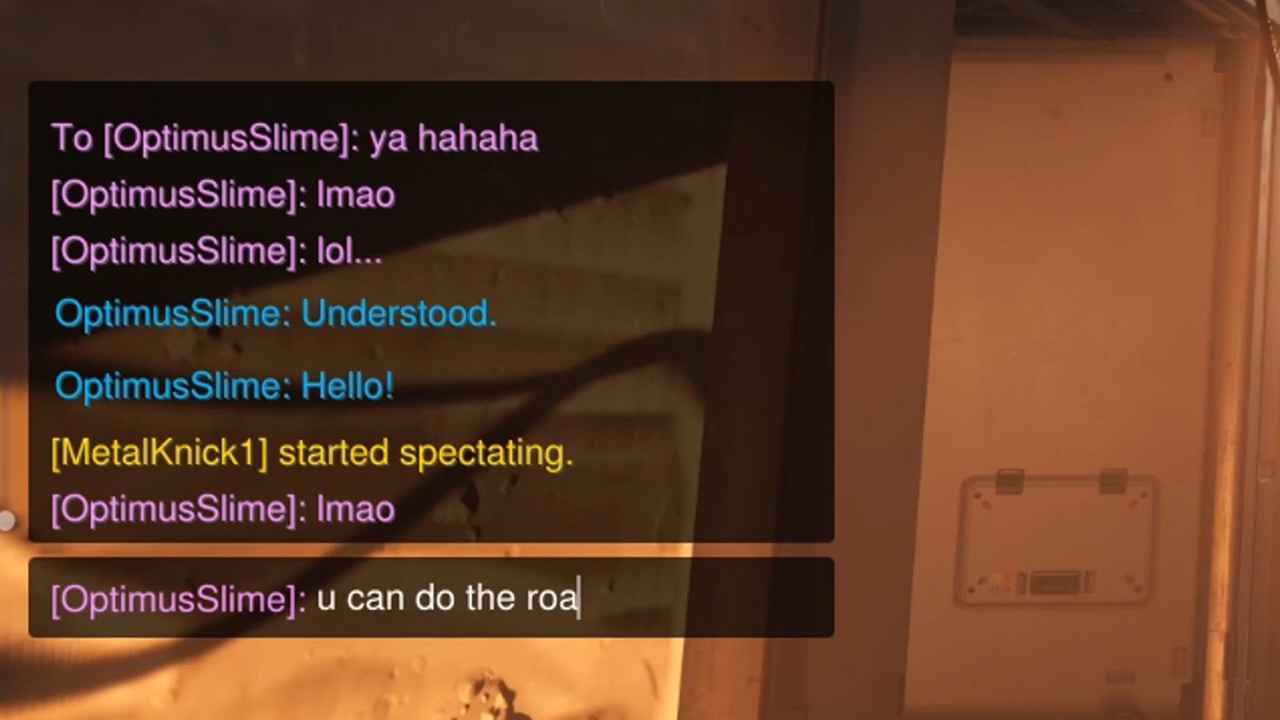 To [OptimusSlime]: ya hahaha
[OptimusSlime]: lmao
[OptimusSlime]: lol...
OptimusSlime: Understood.
OptimusSlime: Hello!
[MetalKnick1] started spectating.
[OptimusSlime]: lmao
[OptimusSlime]: u can do the roa